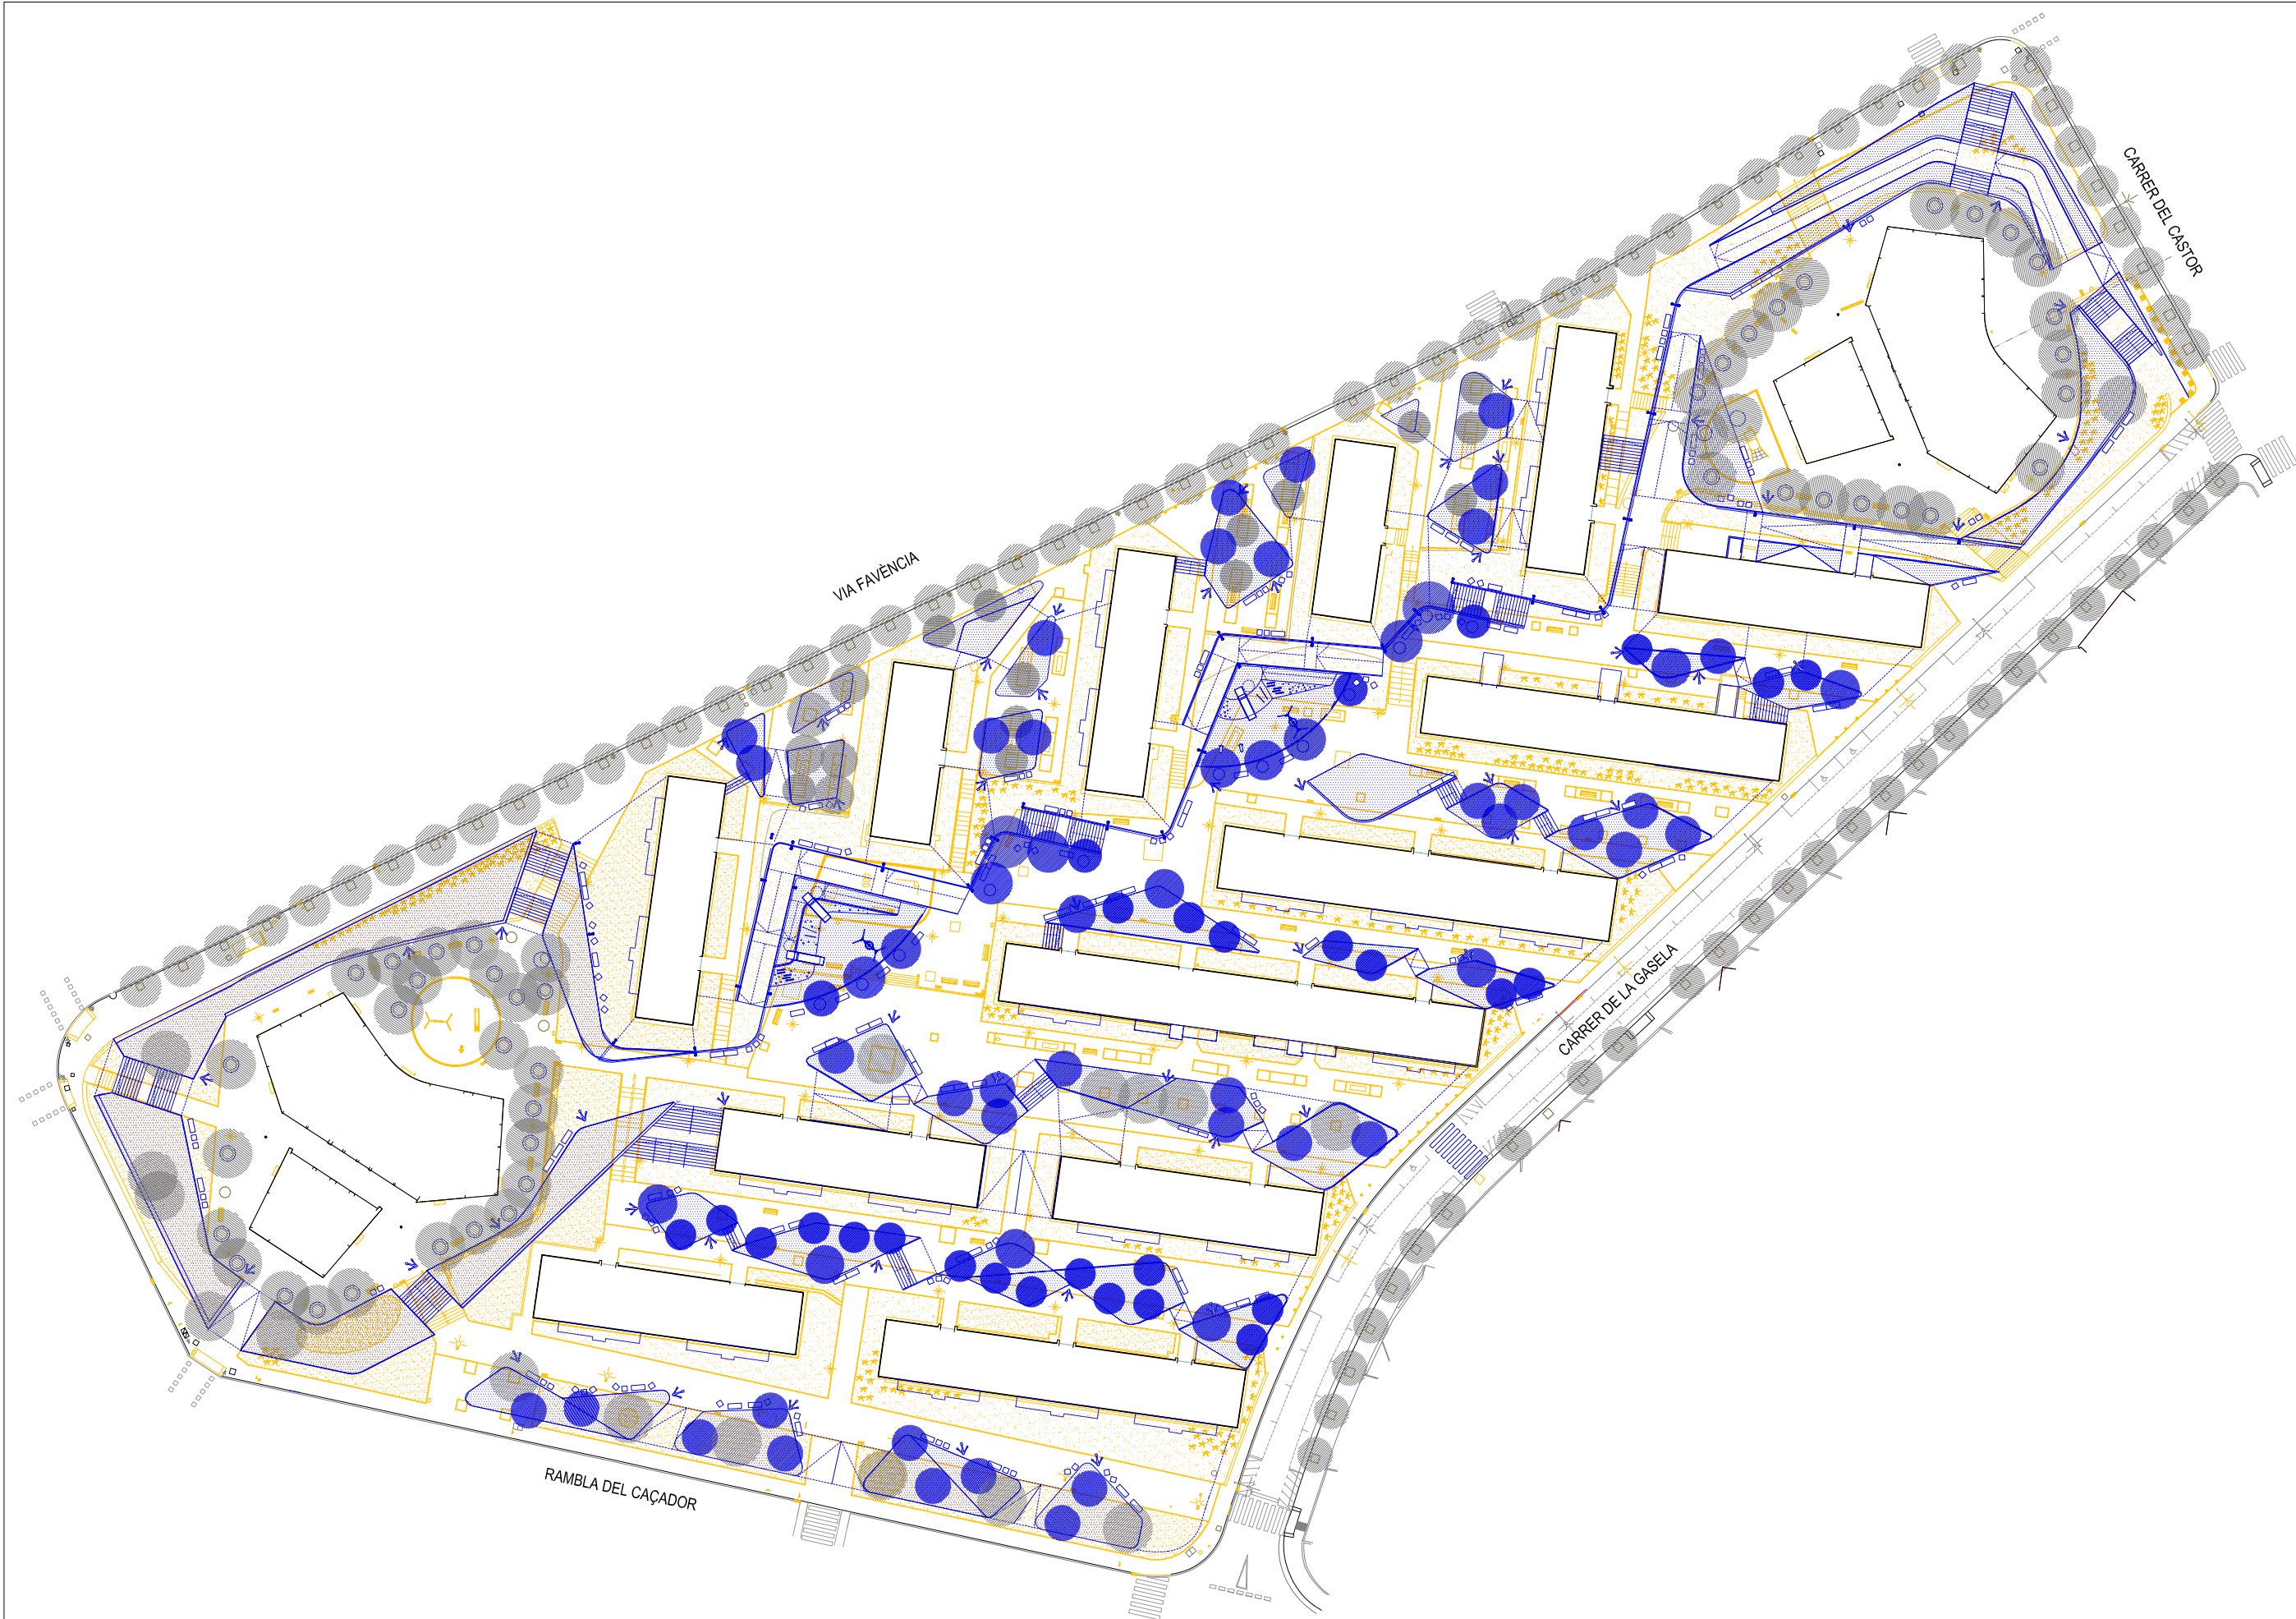 CARRER DEL CASTOR
VIA FAVÈNCIA
CARRER DE LA GASELA
RAMBLA DEL CAÇADOR